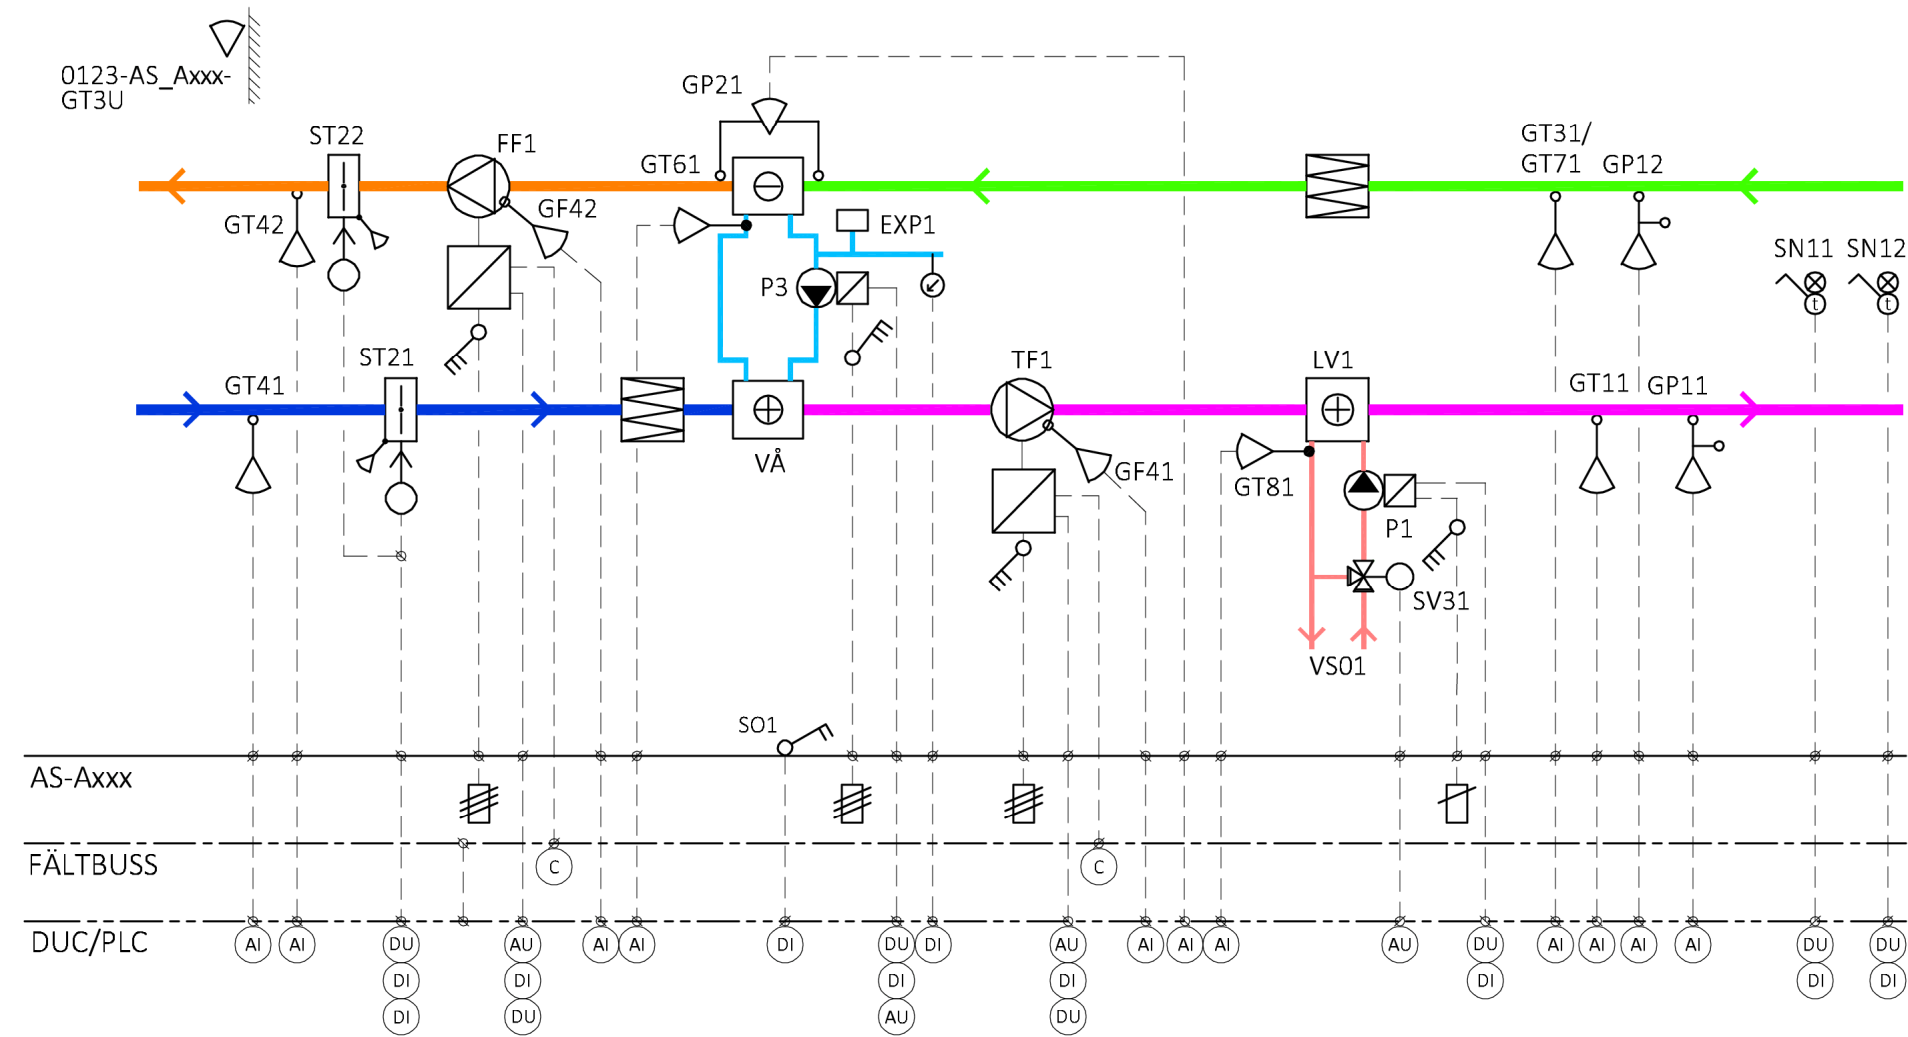 0123-AS_Axxx-
GT3U
GP21
ST22
FF1
GT61
GT31/
GT71
GP12
GT42
GF42
EXP1
SN11
SN12
P3
t
t
GT41
ST21
TF1
LV1
GT11
GP11
VÅ
GF41
GT81
P1
SV31
VS01
SO1
AS-Axxx
FÄLTBUSS
C
C
DUC/PLC
AI
AI
DU
AU
AI
AI
DI
DU
DI
AU
AI
AI
AI
AU
DU
AI
AI
AI
AI
DU
DU
DI
DI
DI
DI
DI
DI
DI
DI
DU
AU
DU